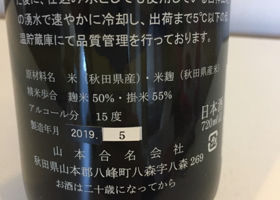 た後に、仕込み水としても使用している白神山
の湧水で速やかに冷却し、出荷まで5℃以下の低
温貯蔵庫にて品質管理を行っております。
原材料名 米（秋田県産）・米麹（秋田県産米）
精米歩合 麹米50%・掛米55%
アルコール分 15度
製造年月 2019. 5
日本酒
720ml
山本合名会社
秋田県山本郡八峰町八森字八森269
お酒は二十歳になってから